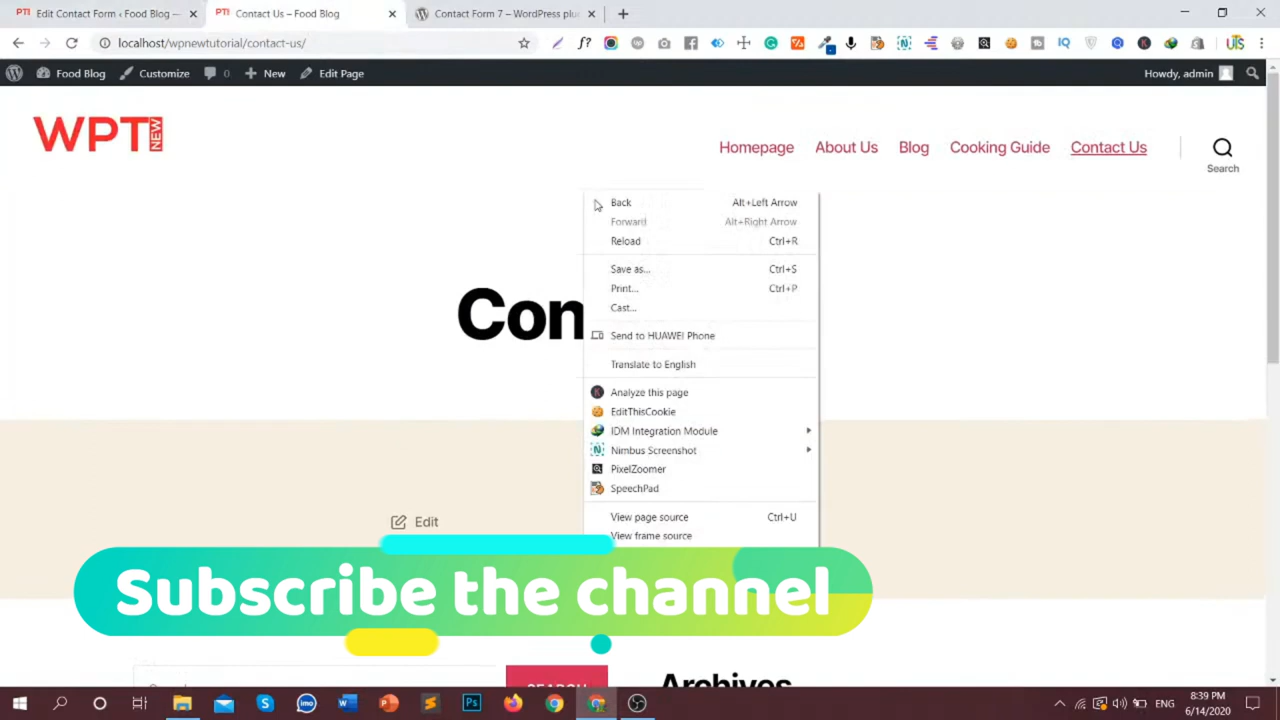 Edit Contact Form ‹ Food Blog
Contact Us – Food Blog
Contact Form 7 – WordPress plu
localhost/wpnewtutorial/contact-us/
Food Blog
Customize
0
New
Edit Page
Howdy, admin
WPT NEW
Homepage
About Us
Blog
Cooking Guide
Contact Us
Search
Back Alt+Left Arrow
Forward Alt+Right Arrow
Reload Ctrl+R
Save as... Ctrl+S
Print... Ctrl+P
Cast...
Con
Send to HUAWEI Phone
Translate to English
Analyze this page
EditThisCookie
IDM Integration Module
Nimbus Screenshot
PixelZoomer
SpeechPad
View page source Ctrl+U
View frame source
Edit
Subscribe the channel
SEARCH
Archives
ENG
8:39 PM
6/14/2020